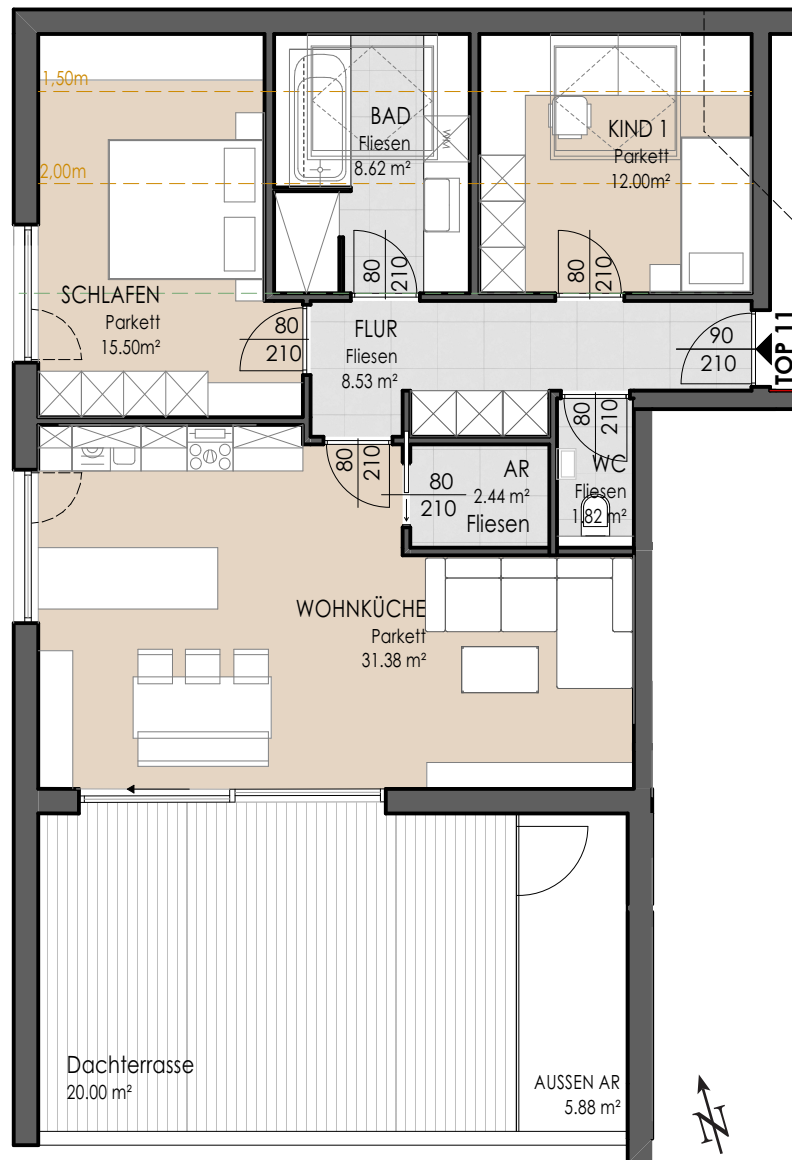 1,50m
BAD
Fliesen
8.62 m²
WM
KIND 1
Parkett
12.00m²
2,00m
80
210
80
210
SCHLAFEN
Parkett
15.50m²
80
210
FLUR
Fliesen
8.53 m²
90
210
TOP 11
80
210
80
210
AR
2.44 m²
Fliesen
80
210
WC
Fliesen
1.82 m²
WOHNKÜCHE
Parkett
31.38 m²
Dachterrasse
20.00 m²
AUSSEN AR
5.88 m²
N